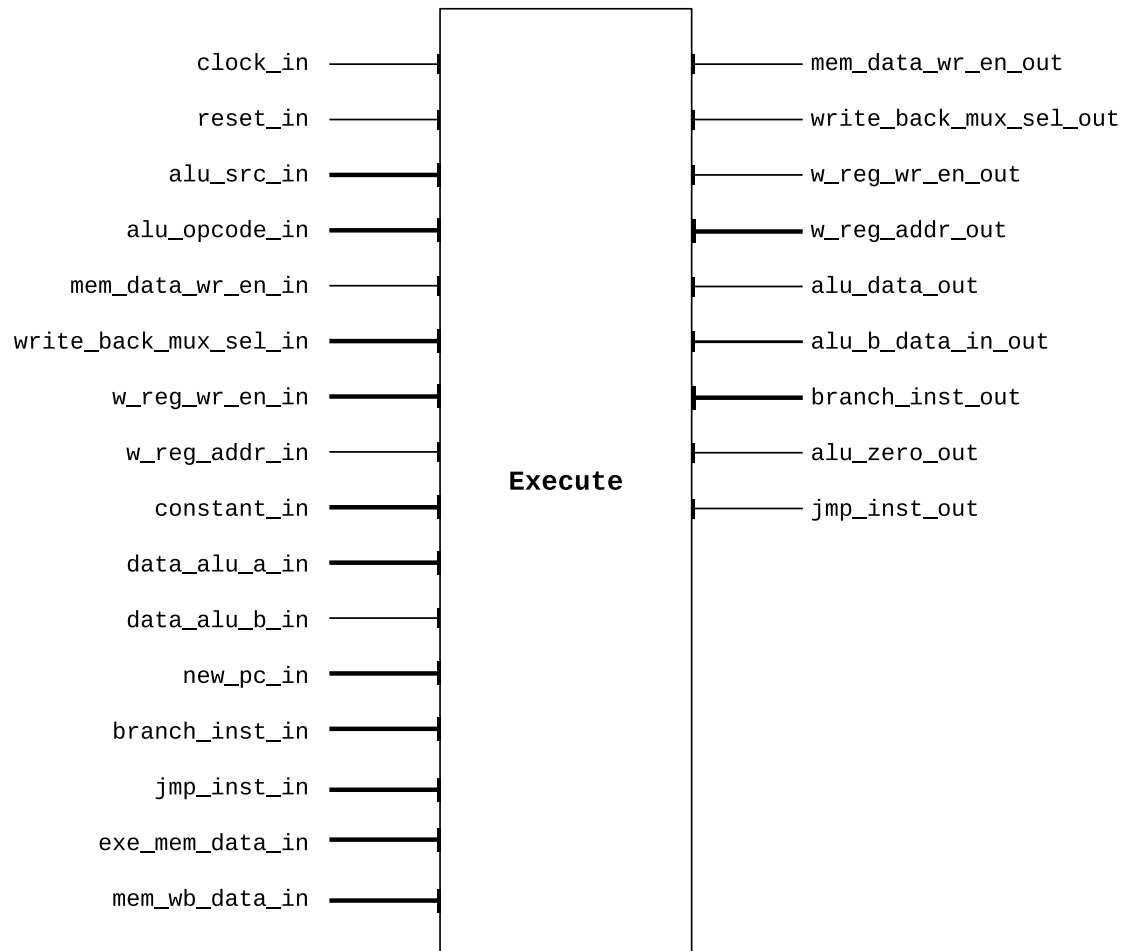 clock_in
reset_in
alu_src_in
alu_opcode_in
mem_data_wr_en_in
write_back_mux_sel_in
w_reg_wr_en_in
w_reg_addr_in
constant_in
data_alu_a_in
data_alu_b_in
new_pc_in
branch_inst_in
jmp_inst_in
exe_mem_data_in
mem_wb_data_in
Execute
mem_data_wr_en_out
write_back_mux_sel_out
w_reg_wr_en_out
w_reg_addr_out
alu_data_out
alu_b_data_in_out
branch_inst_out
alu_zero_out
jmp_inst_out